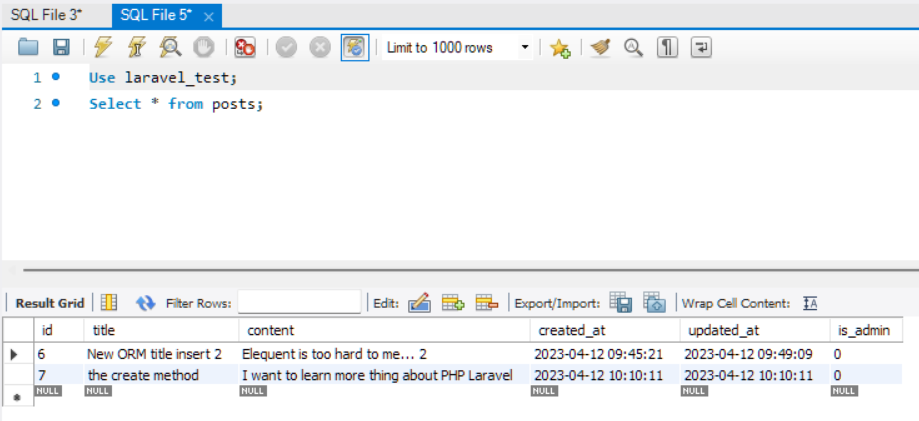 SQL File 3* SQL File 5* ×
Limit to 1000 rows
1 Use laravel_test;
2 Select * from posts;
Result Grid Filter Rows: Edit: Export/Import: Wrap Cell Content: IA
id title content created_at updated_at is_admin
6 New ORM title insert 2 Elequent is too hard to me... 2 2023-04-12 09:45:21 2023-04-12 09:49:09 0
7 the create method I want to learn more thing about PHP Laravel 2023-04-12 10:10:11 2023-04-12 10:10:11 0
NULL NULL NULL NULL NULL NULL